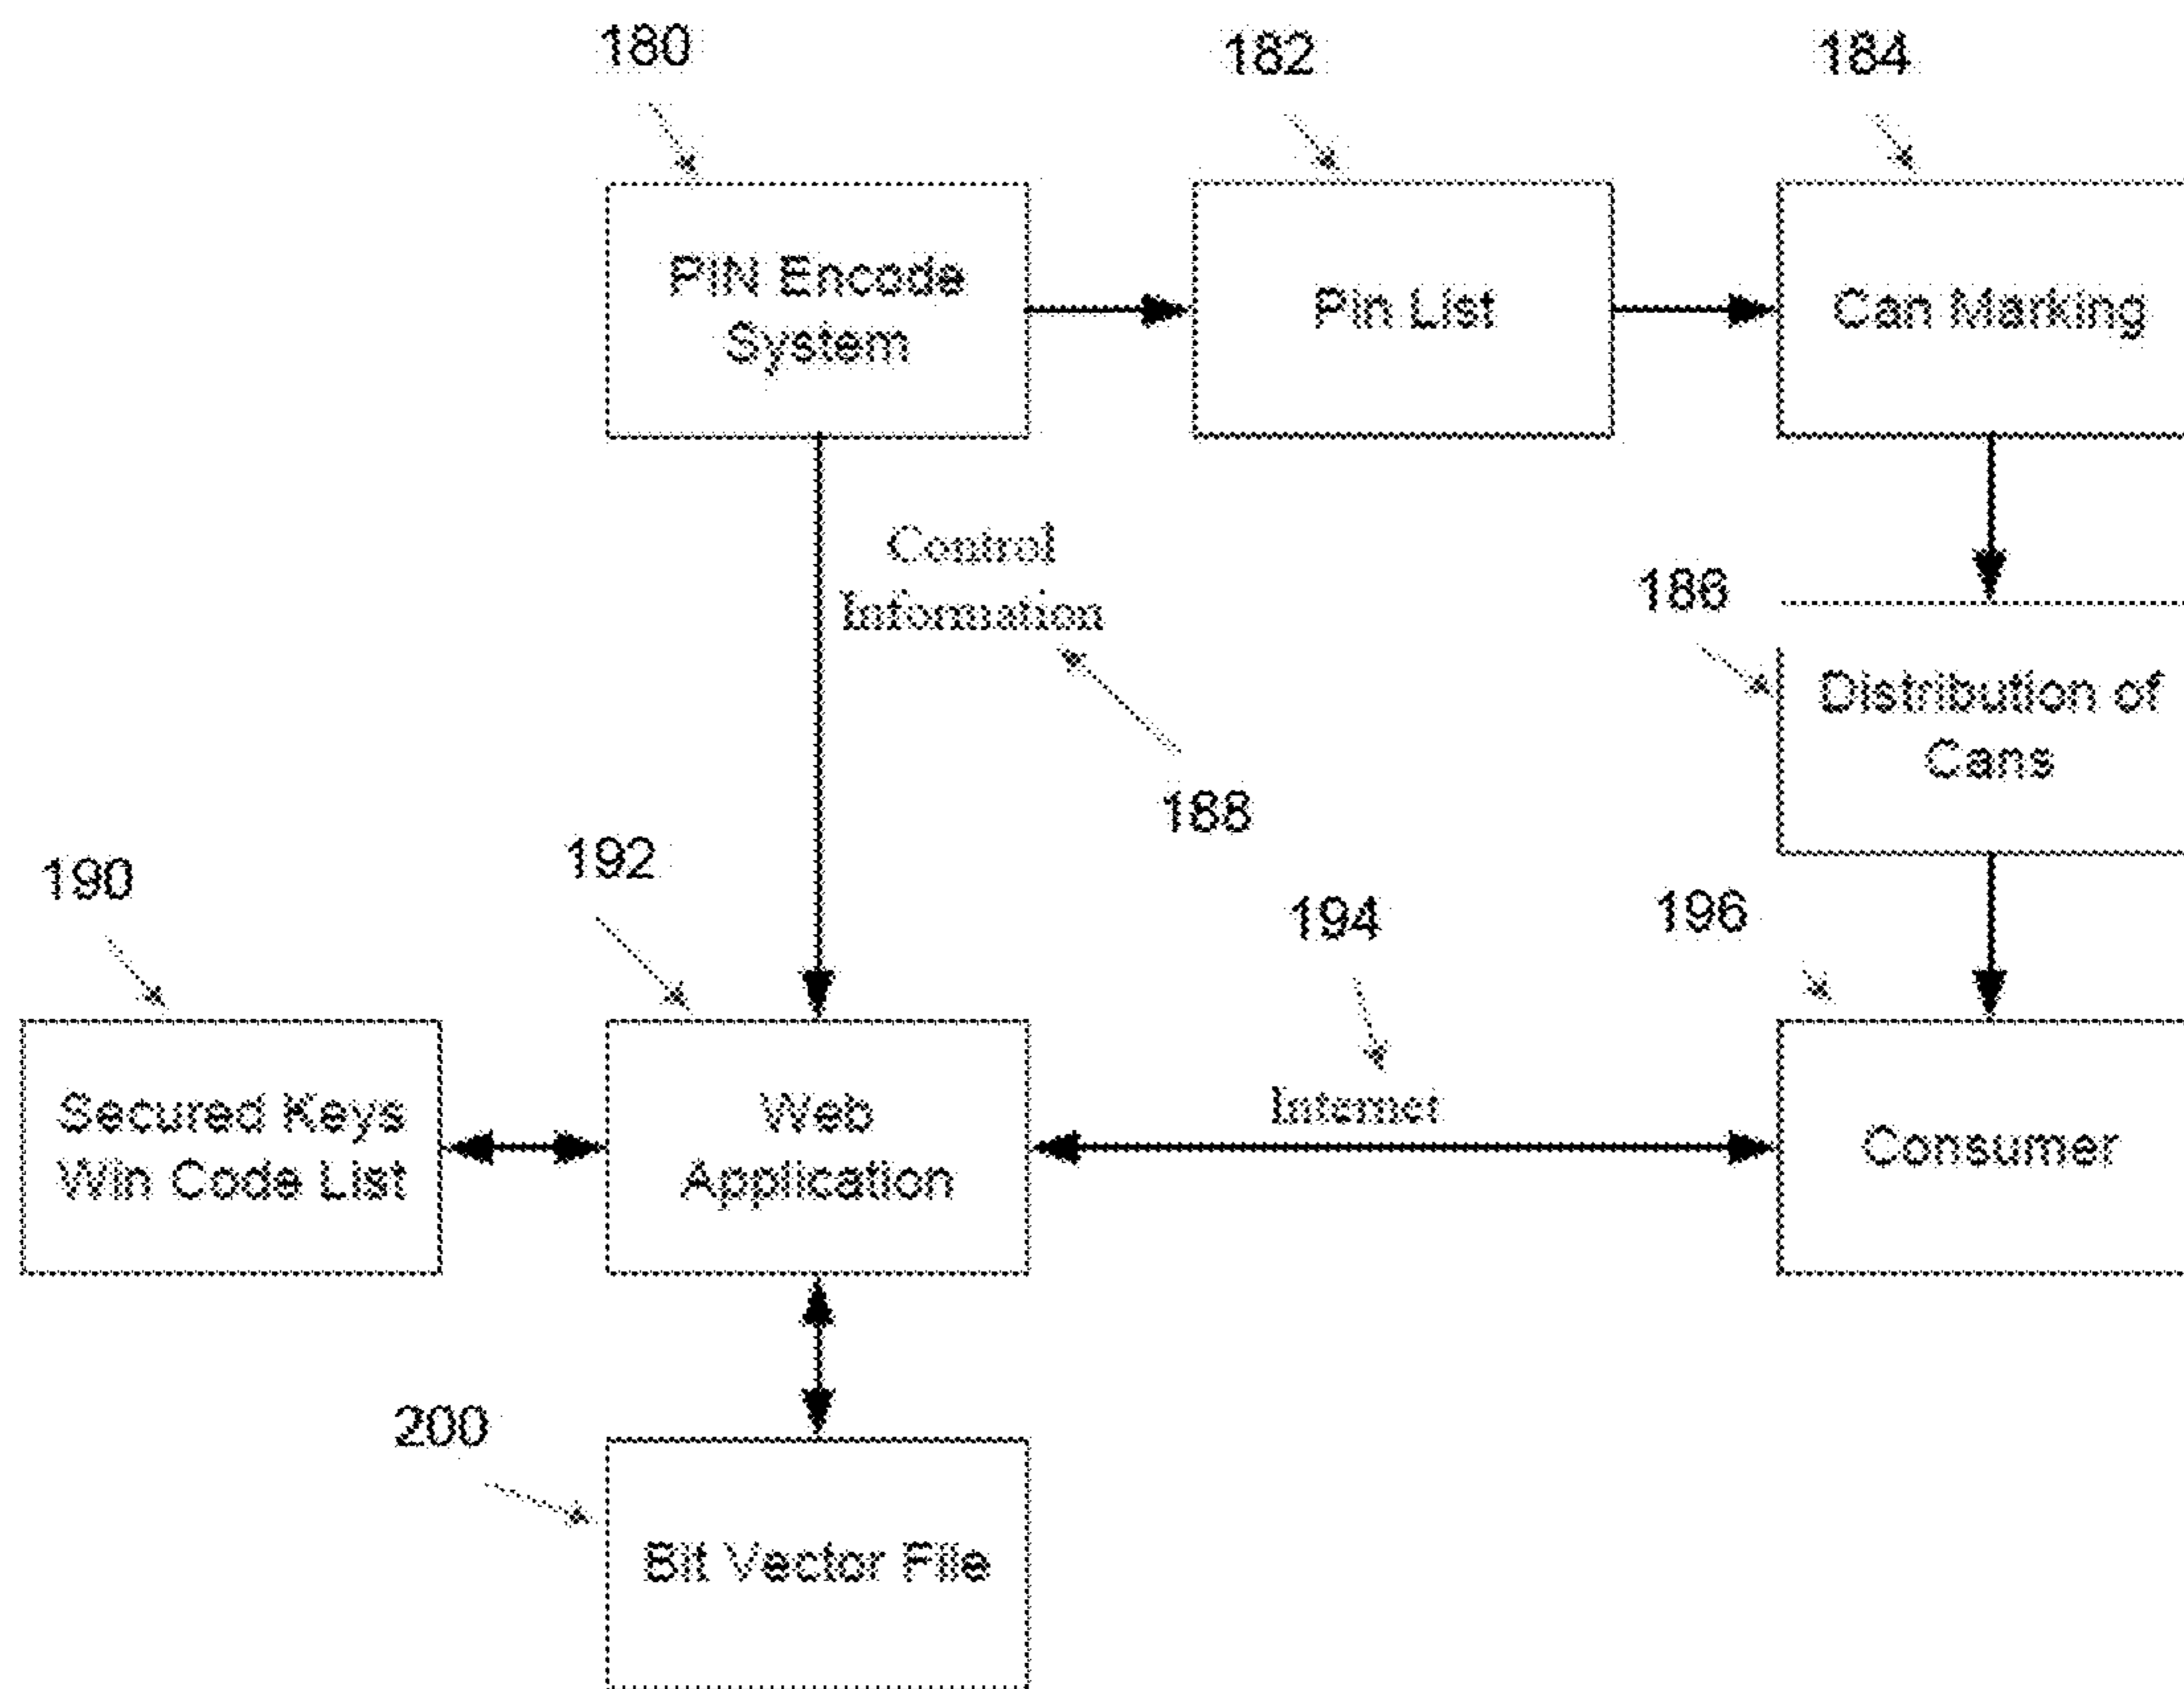 180
182
184
PIN Encode
System
Pin List
Can Marking
Control
Information
186
188
Distribution of
Cans
190
192
194
196
Secured Keys
Win Code List
Web
Application
Internet
Consumer
200
Bit Vector File